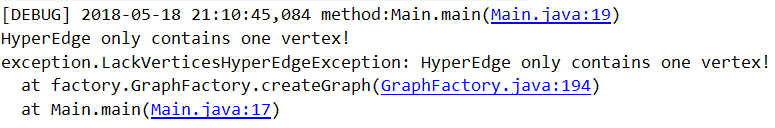 [DEBUG] 2018-05-18 21:10:45,084 method:Main.main(Main.java:19)
HyperEdge only contains one vertex!
exception.LackVerticesHyperEdgeException: HyperEdge only contains one vertex!
at factory.GraphFactory.createGraph(GraphFactory.java:194)
at Main.main(Main.java:17)